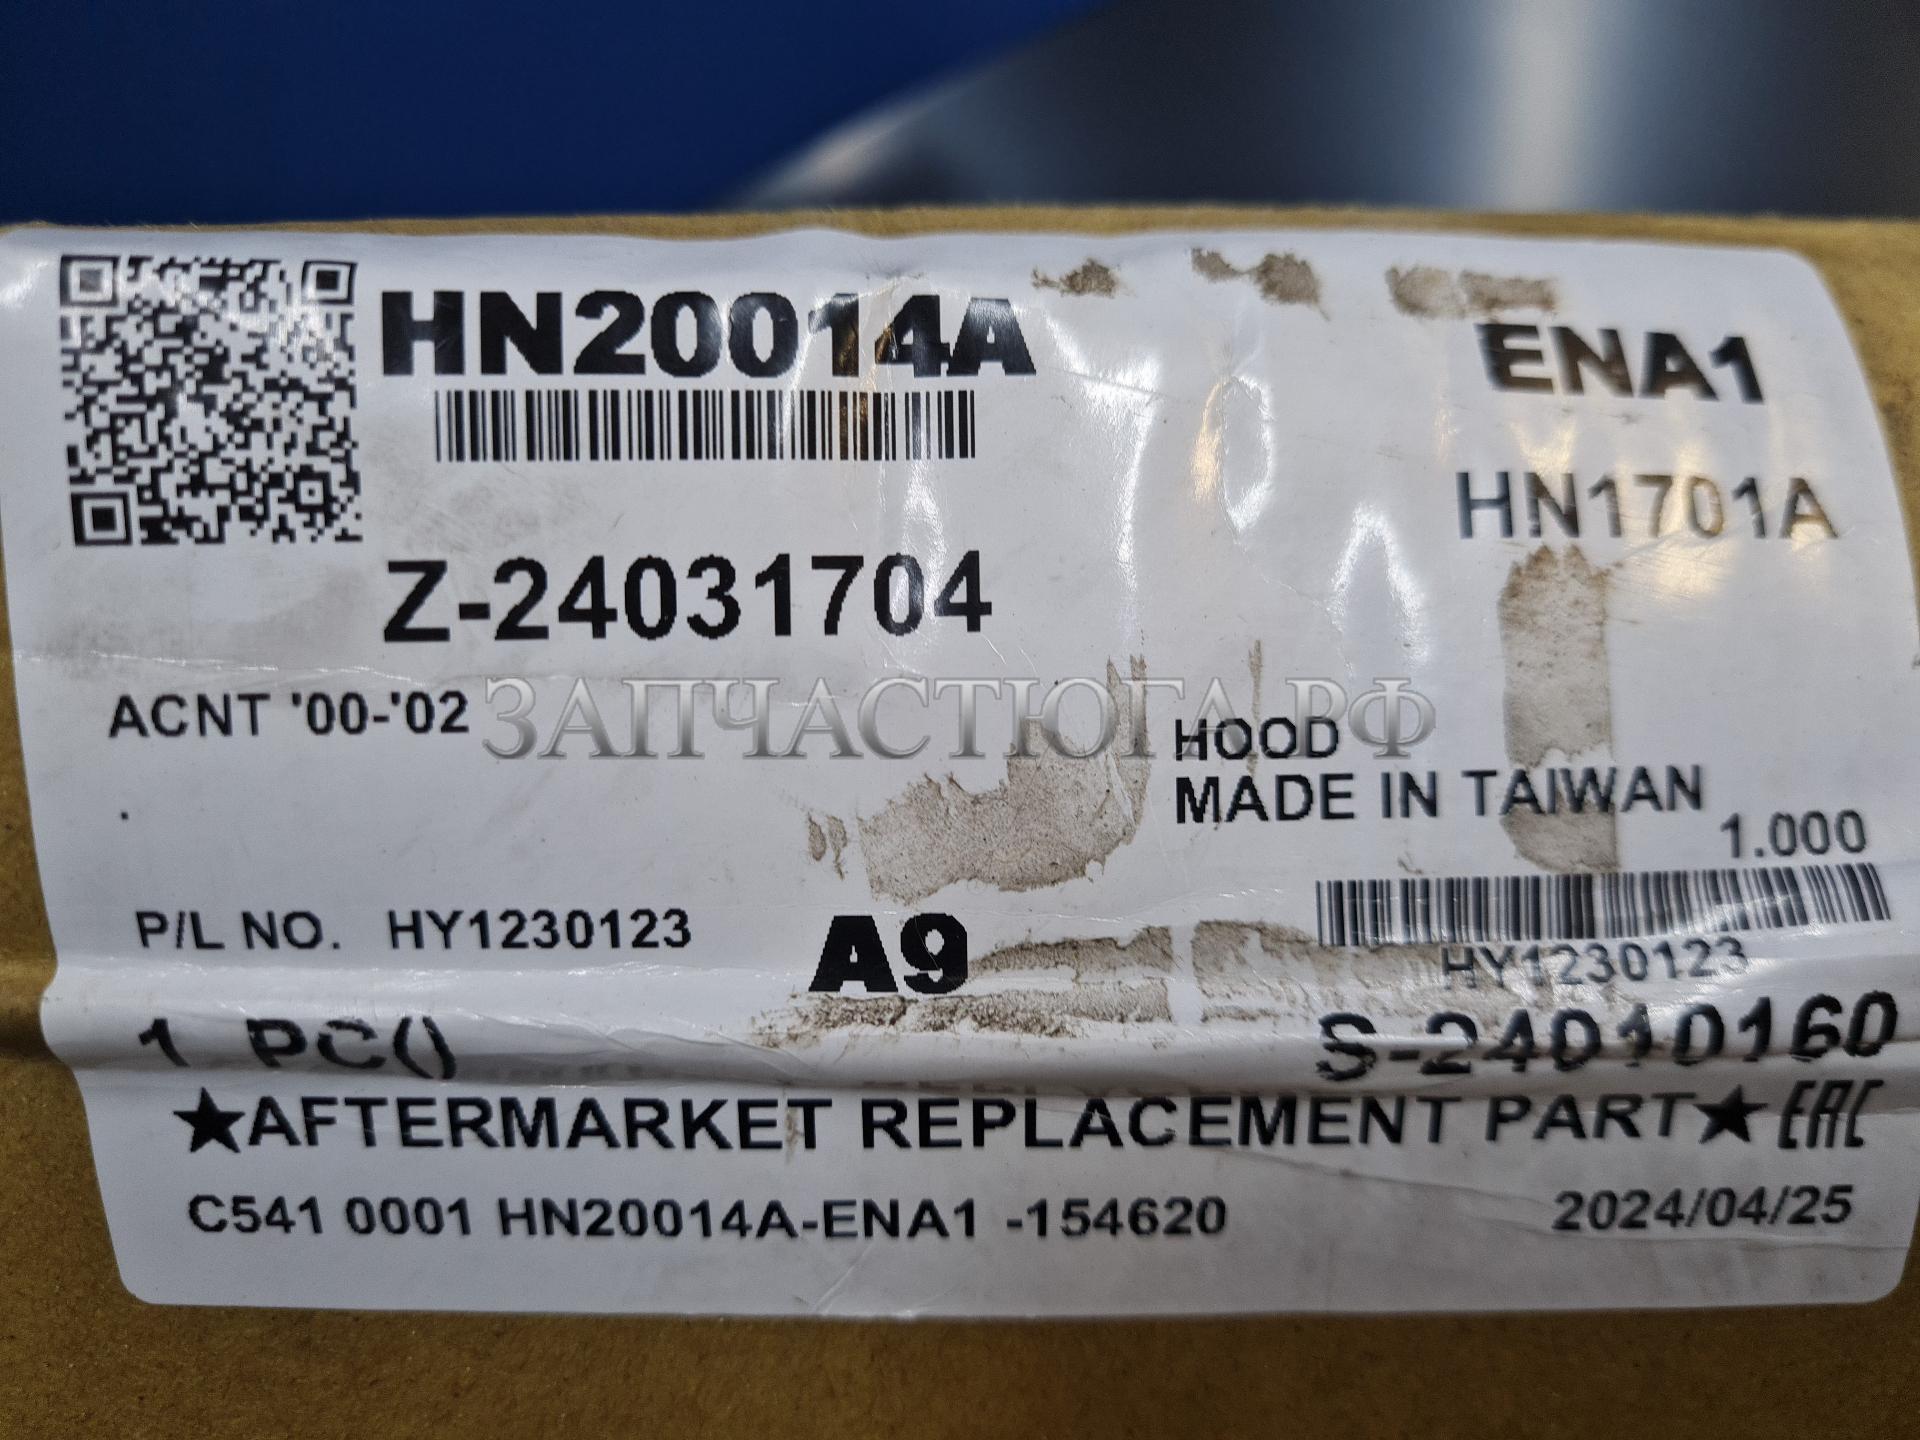 HN20014A
ENA1
HN1701A
Z-24031704
ACNT '00-'02
ЗАПЧАСТЮГА.РФ
HOOD
MADE IN TAIWAN
1.000
P/L NO. HY1230123
A9
HY1230123
1 PC()
S-24010160
★AFTERMARKET REPLACEMENT PART★ EAC
C541 0001 HN20014A-ENA1 -154620
2024/04/25